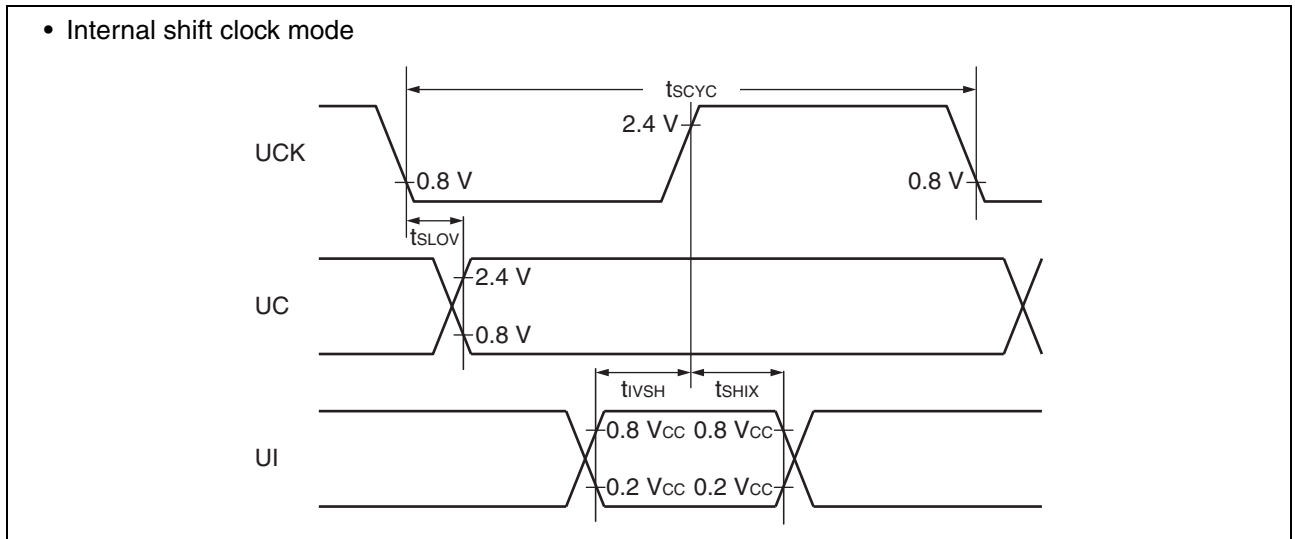 • Internal shift clock mode
tSCYC
2.4 V
UCK
0.8 V
0.8 V
tSLOV
2.4 V
UC
0.8 V
tIVSH
tSHIX
0.8 VCC 0.8 VCC
UI
0.2 VCC 0.2 VCC